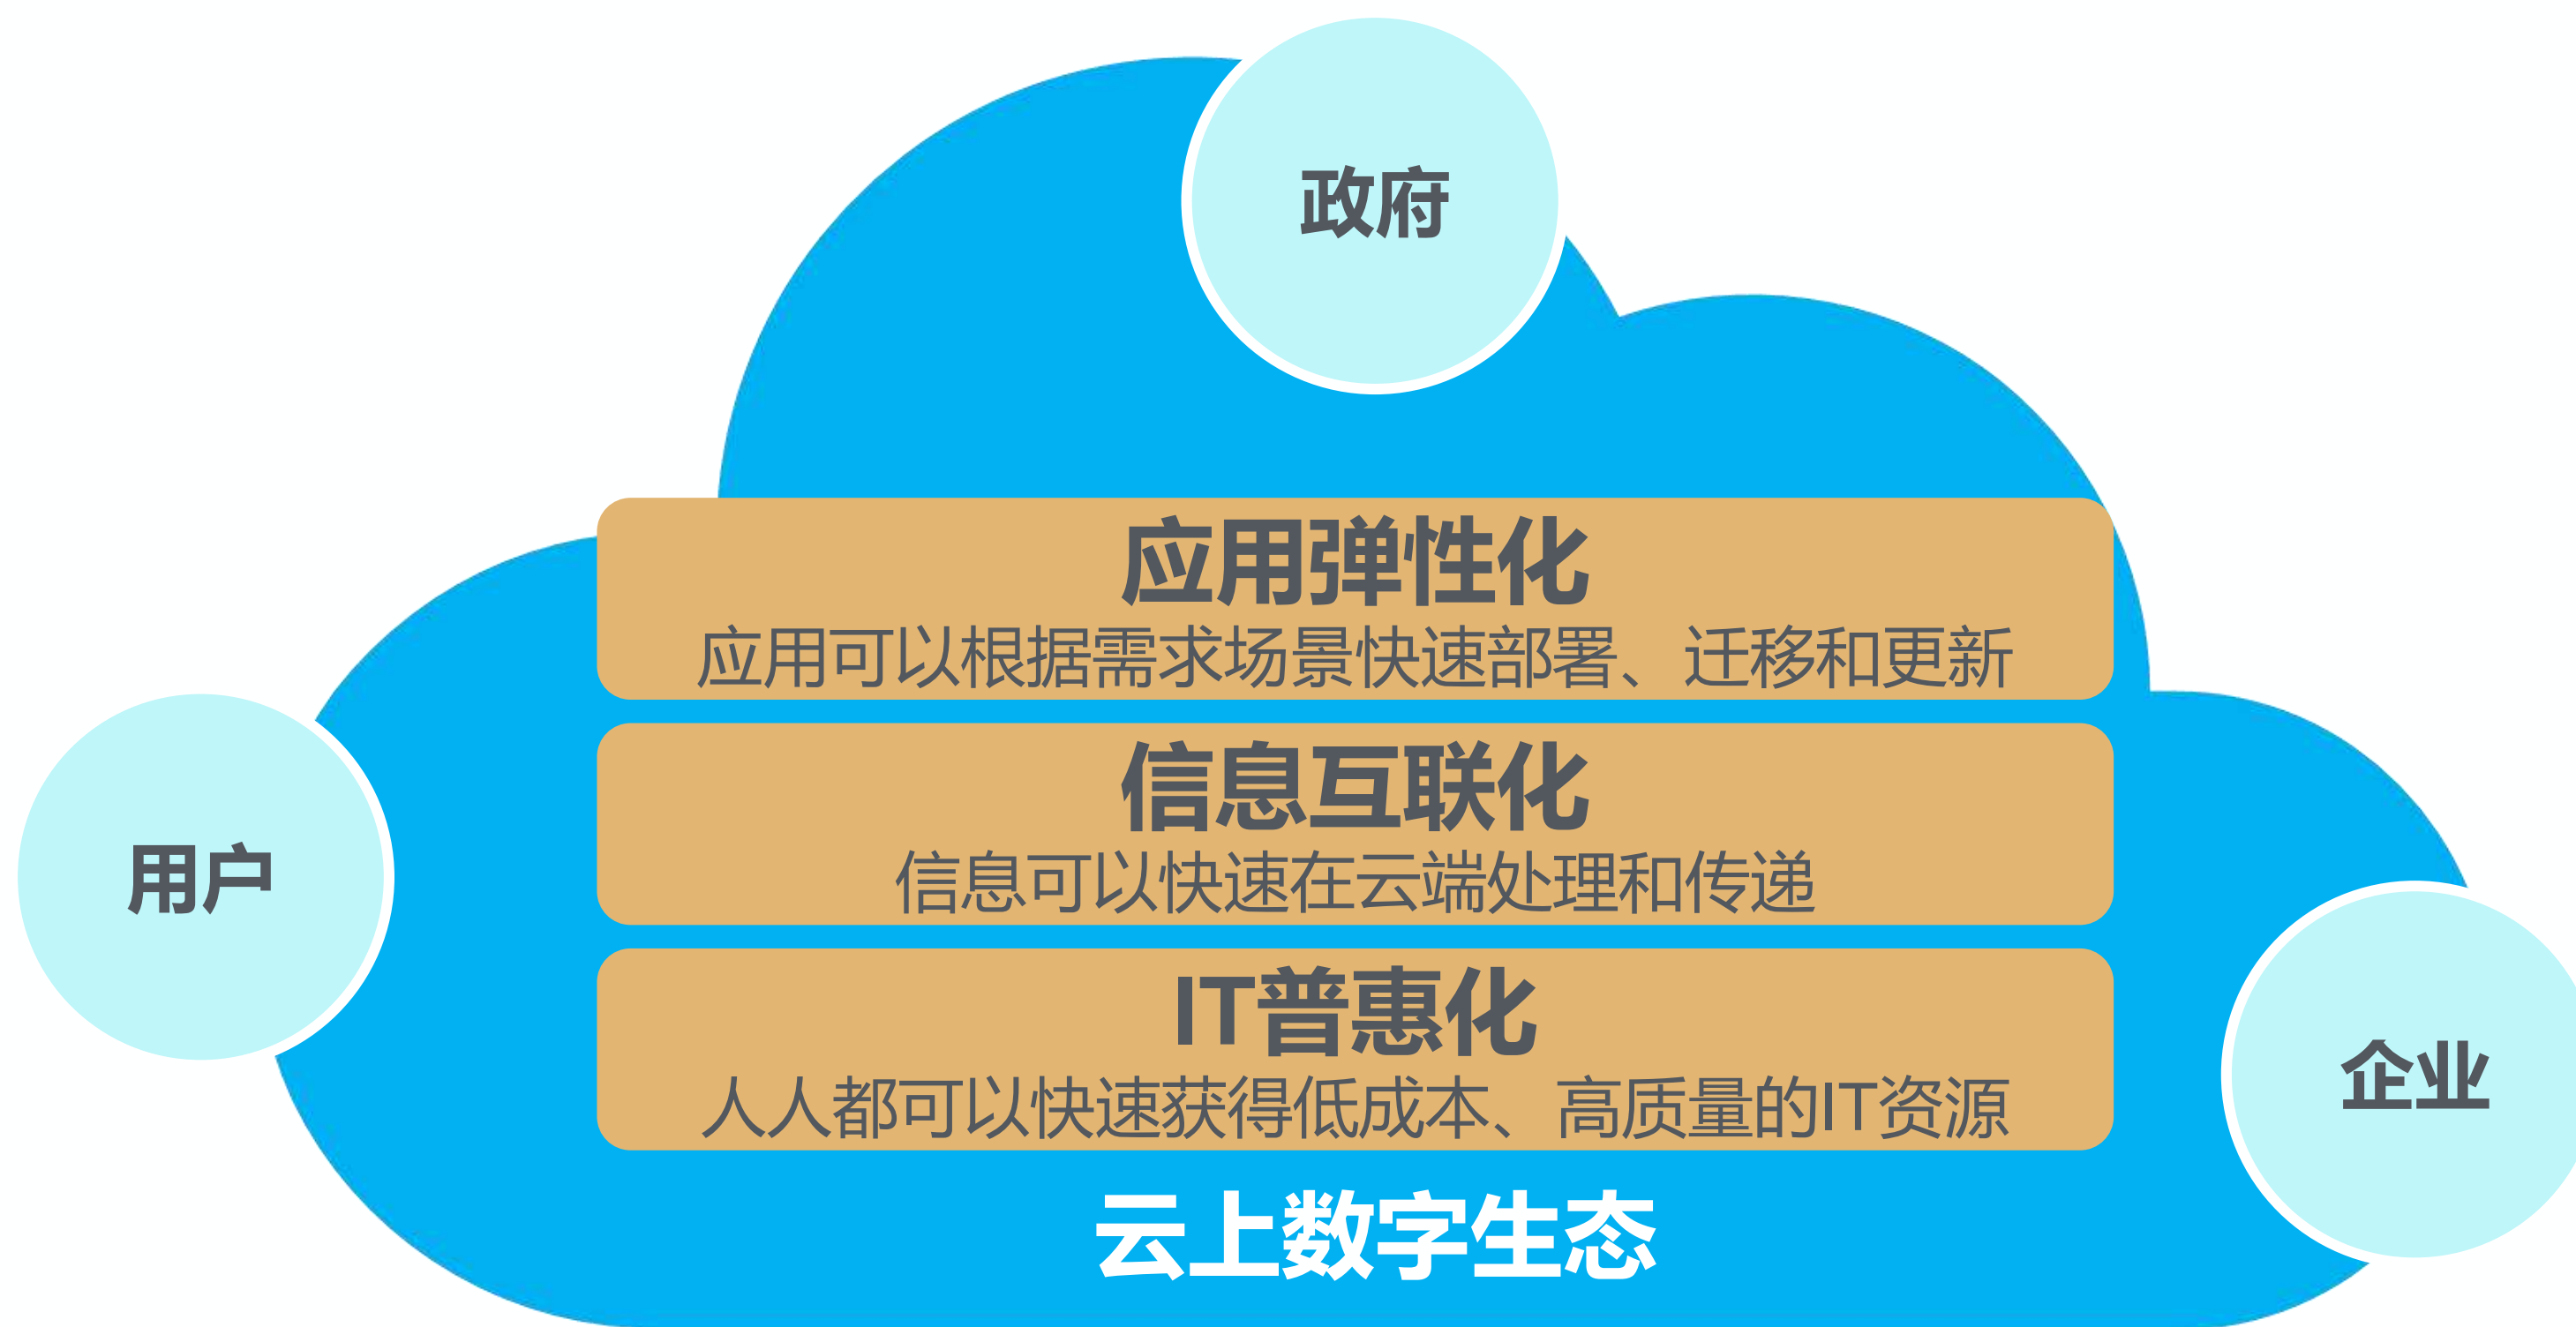 政府
应用弹性化
应用可以根据需求场景快速部署、迁移和更新
信息互联化
信息可以快速在云端处理和传递
用户
IT普惠化
人人都可以快速获得低成本、高质量的IT资源
企业
云上数字生态